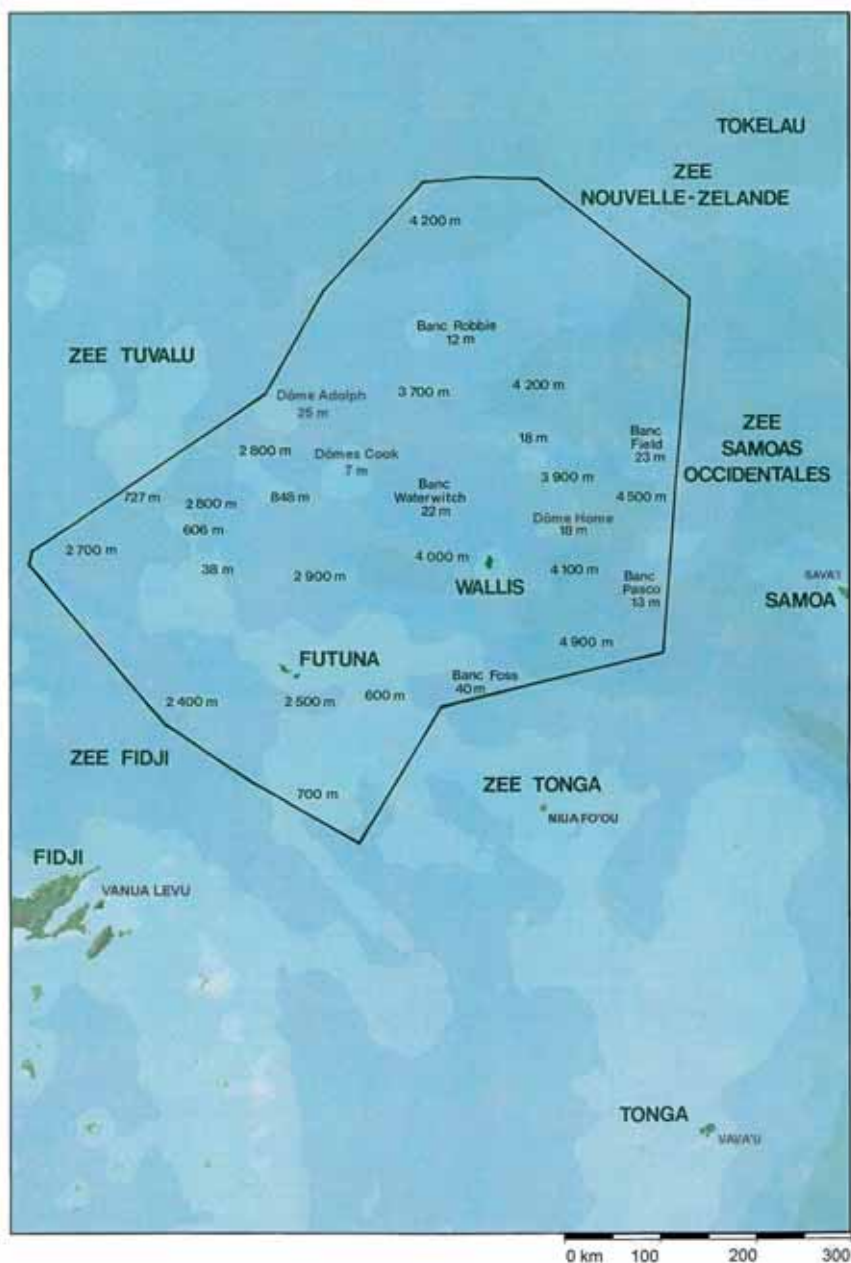 TOKELAU
ZEE
NOUVELLE-ZELANDE
4 200 m
Banc Robbie
12 m
ZEE TUVALU
Dôme Adolph
25 m
3 700 m
4 200 m
ZEE
SAMOAS
OCCIDENTALES
Banc
Field
23 m
18 m
2 800 m
Dômes Cook
7 m
3 900 m
Banc
Waterwitch
22 m
727 m
2 800 m
848 m
4 500 m
606 m
Dôme Home
18 m
2 700 m
38 m
2 900 m
4 000 m
WALLIS
4 100 m
Banc
Pasco
13 m
SAVA'I
SAMOA
4 900 m
FUTUNA
Banc Foss
40 m
2 400 m
2 500 m
600 m
ZEE FIDJI
700 m
ZEE TONGA
NIUA FO'OU
FIDJI
VANUA LEVU
TONGA
VAVA'U
0 km 100 200 300